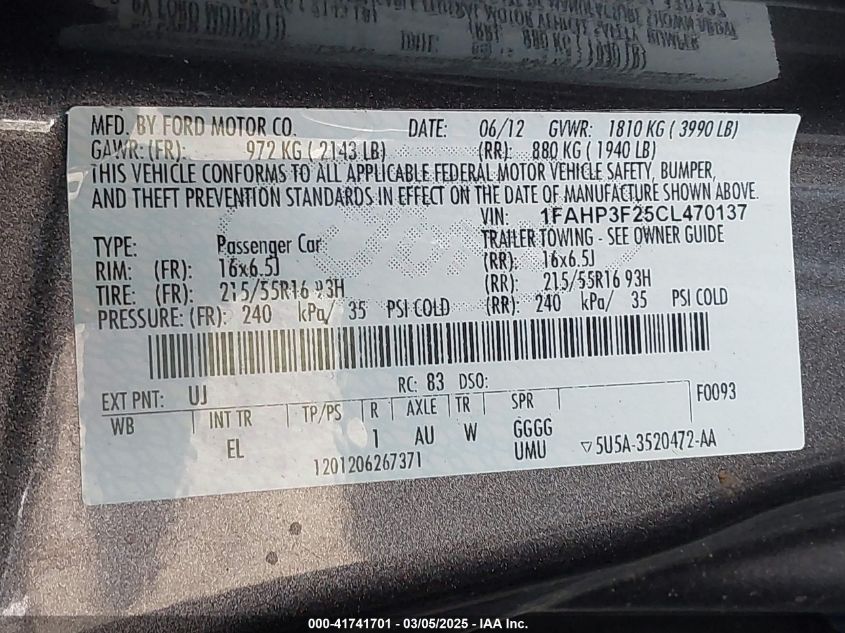 MFD. BY FORD MOTOR CO. DATE: 06/12 GVWR: 1810 KG ( 3990 LB)
GAWR: (FR): 972 KG ( 2143 LB) (RR): 880 KG ( 1940 LB)
THIS VEHICLE CONFORMS TO ALL APPLICABLE FEDERAL MOTOR VEHICLE SAFETY, BUMPER,
AND THEFT PREVENTION STANDARDS IN EFFECT ON THE DATE OF MANUFACTURE SHOWN ABOVE.
VIN: 1FAHP3F25CL470137
TYPE: Passenger Car TRAILER TOWING - SEE OWNER GUIDE
RIM: (FR): 16x6.5J (RR): 16x6.5J
TIRE: (FR): 215/55R16 93H (RR): 215/55R16 93H
PRESSURE: (FR): 240 kPa/ 35 PSI COLD (RR): 240 kPa/ 35 PSI COLD
EXT PNT: UJ RC: 83 DSO: F0093
WB INT TR TP/PS R AXLE TR SPR
EL 1 AU W GGGG
UMU ▽5U5A-3520472-AA
1201206267371
000-41741701 - 03/05/2025 - IAA Inc.